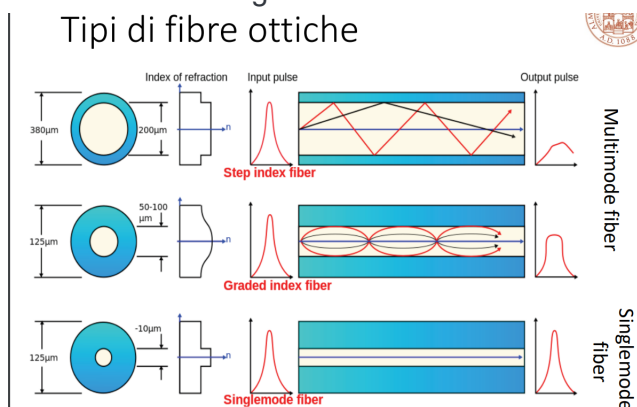 Tipi di fibre ottiche
A.D. 1088
Index of refraction
Input pulse
Output pulse
380µm
200µm
n
Step index fiber
Multimode fiber
125µm
50-100
µm
n
Graded index fiber
125µm
-10µm
n
Singlemode fiber
Singlemode
fiber